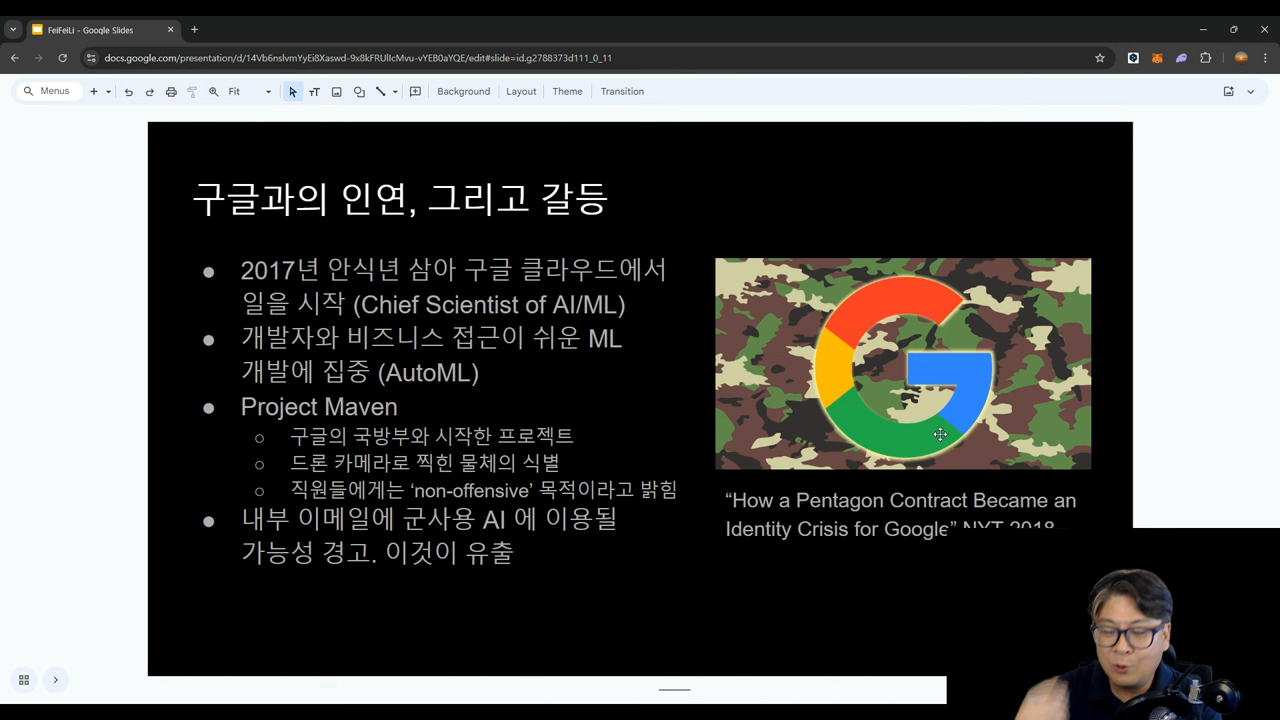 FeiFeiLi - Google Slides
docs.google.com/presentation/d/14Vb6nslvmYyEi8Xaswd-9x8kFRUlIcMvu-vYEB0aYQE/edit#slide=id.g2788373d111_0_11
Menus
Fit
Background
Layout
Theme
Transition
구글과의 인연, 그리고 갈등
● 2017년 안식년 삼아 구글 클라우드에서
일을 시작 (Chief Scientist of AI/ML)
● 개발자와 비즈니스 접근이 쉬운 ML
개발에 집중 (AutoML)
● Project Maven
○ 구글의 국방부와 시작한 프로젝트
○ 드론 카메라로 찍힌 물체의 식별
○ 직원들에게는 ‘non-offensive’ 목적이라고 밝힘
● 내부 이메일에 군사용 AI 에 이용될
가능성 경고. 이것이 유출
“How a Pentagon Contract Became an
Identity Crisis for Google” NYT 2018